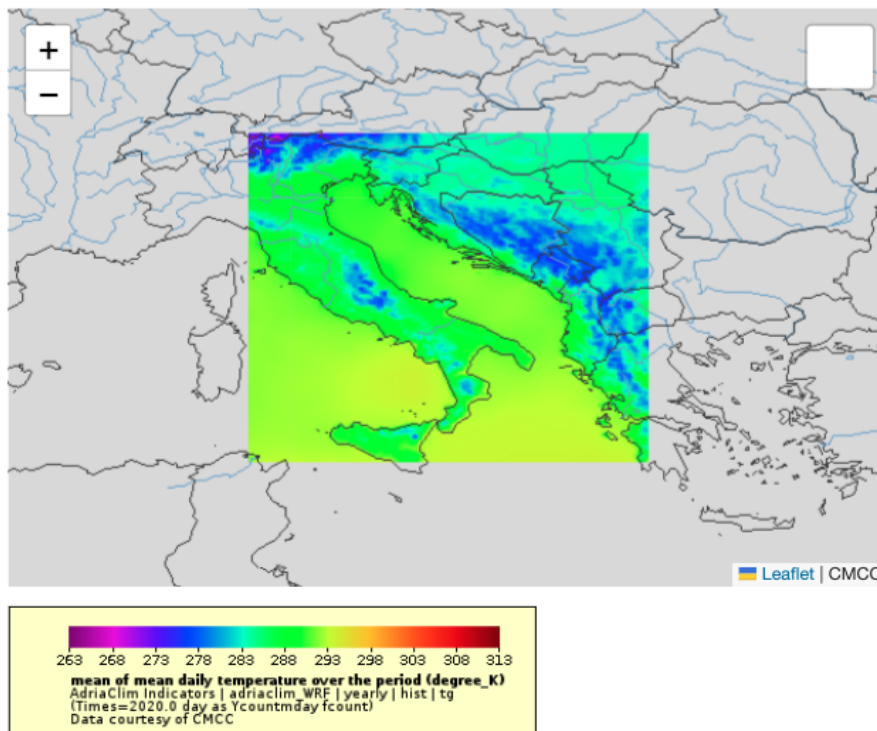 +
−
Leaflet | CMCC
263 268 273 278 283 288 293 298 303 308 313
mean of mean daily temperature over the period (degree_K)
AdriaClim Indicators | adriaclim_WRF | yearly | hist | tg
(Times=2020.0 day as Ycountmday fcount)
Data courtesy of CMCC